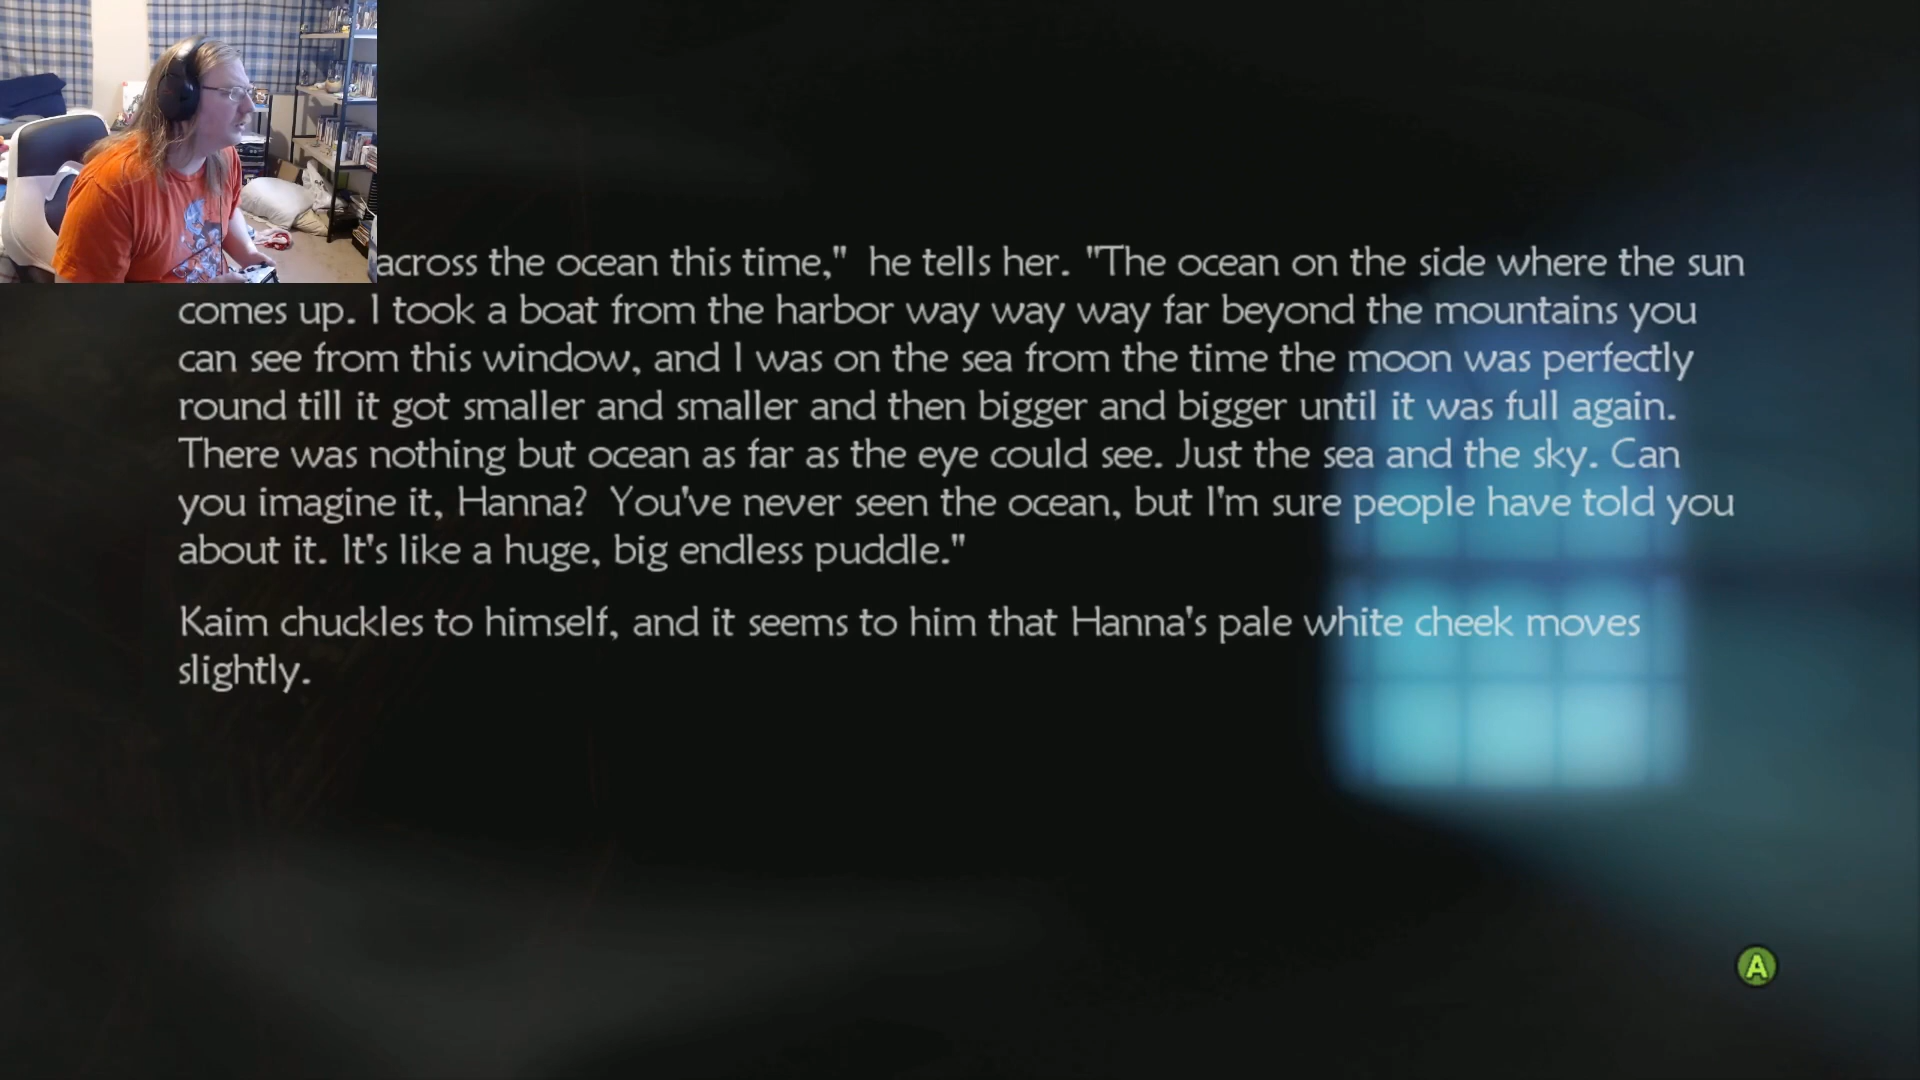 across the ocean this time," he tells her. "The ocean on the side where the sun
comes up. I took a boat from the harbor way way way far beyond the mountains you
can see from this window, and I was on the sea from the time the moon was perfectly
round till it got smaller and smaller and then bigger and bigger until it was full again.
There was nothing but ocean as far as the eye could see. Just the sea and the sky. Can
you imagine it, Hanna? You've never seen the ocean, but I'm sure people have told you
about it. It's like a huge, big endless puddle."
Kaim chuckles to himself, and it seems to him that Hanna's pale white cheek moves
slightly.
A